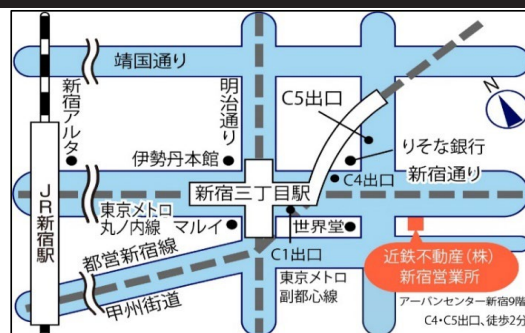 靖国通り
新宿アルタ
明治通り
C5出口
N
伊勢丹本館
りそな銀行
C4出口
新宿通り
JR新宿駅
新宿三丁目駅
東京メトロ
丸ノ内線
マルイ
世界堂
C1出口
都営新宿線
甲州街道
東京メトロ
副都心線
近鉄不動産(株)
新宿営業所
アーバンセンター新宿9階
C4・C5出口、徒歩2分